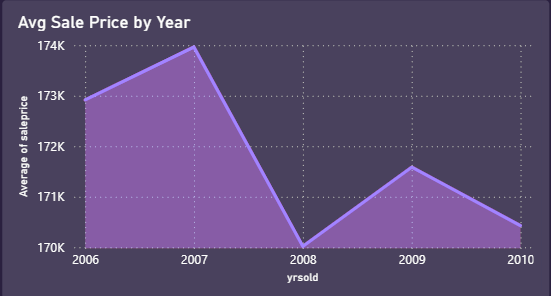 Avg Sale Price by Year
174K
173K
172K
171K
170K
Average of saleprice
2006 2007 2008 2009 2010
yrsold